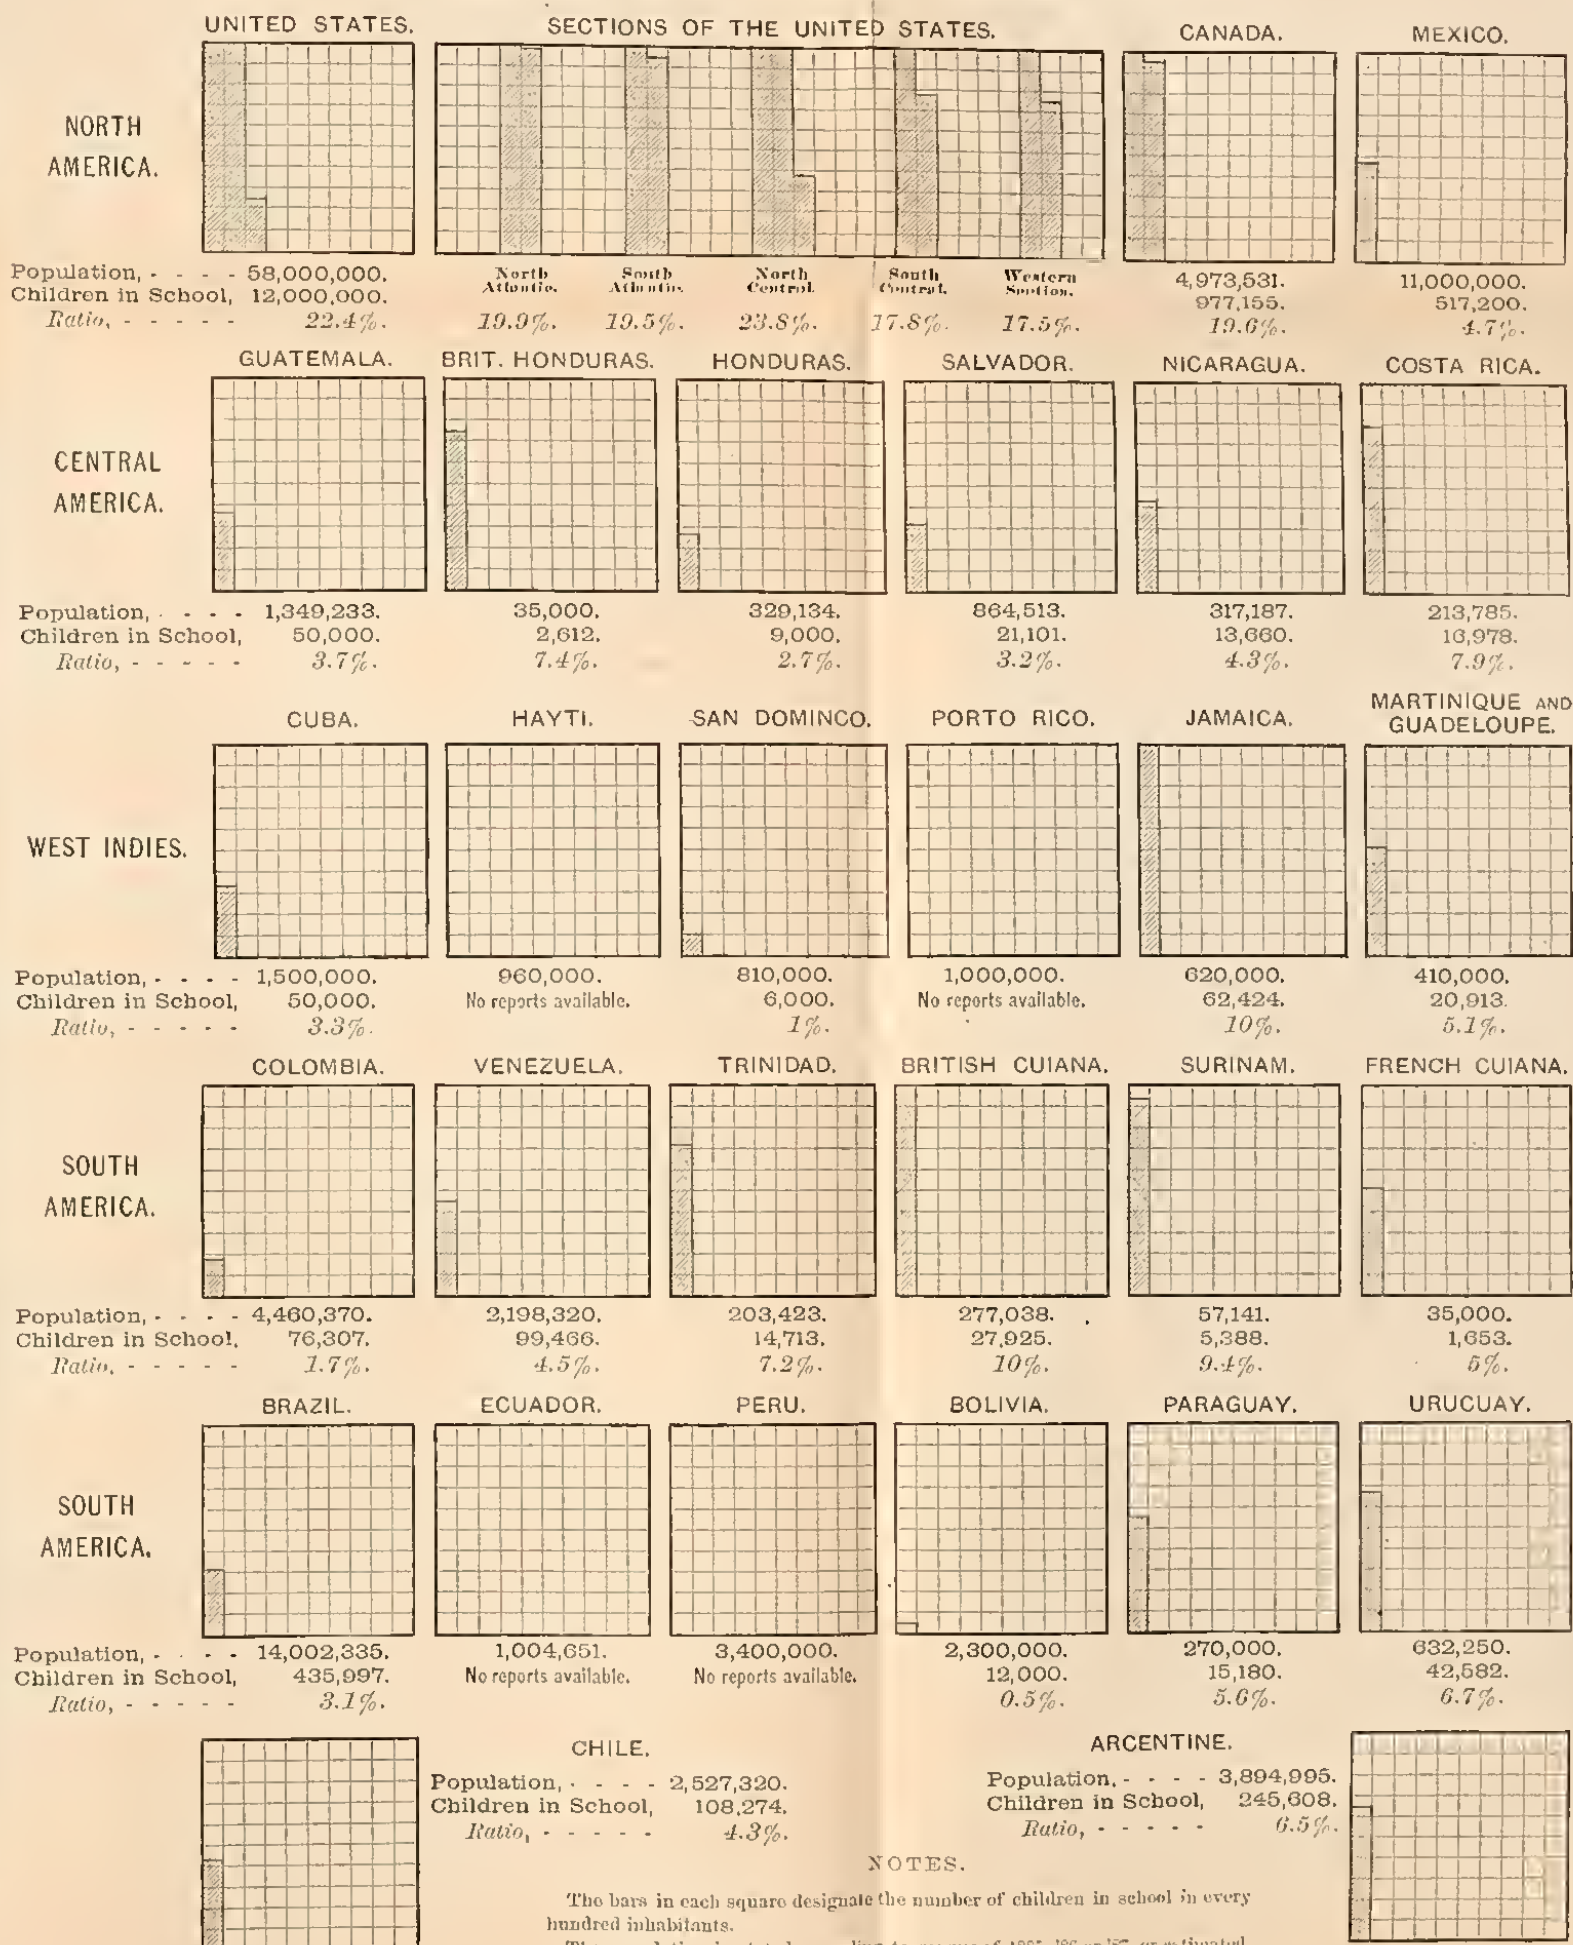 UNITED STATES. SECTIONS OF THE UNITED STATES. CANADA. MEXICO.
NORTH
AMERICA.
Population, - - - - 58,000,000. North Atlantic. South Atlantic. North Central. South Central. Western Section. 4,973,531. 11,000,000.
Children in School, 12,000,000. 977,155. 517,200.
Ratio, - - - - - 22.4%. 19.9%. 19.5%. 23.8%. 17.8%. 17.5%. 19.6%. 4.7%.
GUATEMALA. BRIT. HONDURAS. HONDURAS. SALVADOR. NICARAGUA. COSTA RICA.
CENTRAL
AMERICA.
Population, - - - - 1,349,233. 35,000. 329,134. 864,513. 317,187. 213,785.
Children in School, 50,000. 2,612. 9,000. 21,101. 13,660. 16,978.
Ratio, - - - - - 3.7%. 7.4%. 2.7%. 3.2%. 4.3%. 7.9%.
MARTINIQUE AND
CUBA. HAYTI. SAN DOMINGO. PORTO RICO. JAMAICA. GUADELOUPE.
WEST INDIES.
Population, - - - - 1,500,000. 960,000. 810,000. 1,000,000. 620,000. 410,000.
Children in School, 50,000. No reports available. 6,000. No reports available. 62,424. 20,913.
Ratio, - - - - - 3.3%. 1%. 10%. 5.1%.
COLOMBIA. VENEZUELA. TRINIDAD. BRITISH GUIANA. SURINAM. FRENCH GUIANA.
SOUTH
AMERICA.
Population, - - - - 4,460,370. 2,198,320. 203,423. 277,038. 57,141. 35,000.
Children in School, 76,307. 99,466. 14,713. 27,925. 5,388. 1,653.
Ratio, - - - - - 1.7%. 4.5%. 7.2%. 10%. 9.4%. 5%.
BRAZIL. ECUADOR. PERU. BOLIVIA. PARAGUAY. URUGUAY.
SOUTH
AMERICA.
Population, - - - - 14,002,335. 1,004,651. 3,400,000. 2,300,000. 270,000. 632,250.
Children in School, 435,997. No reports available. No reports available. 12,000. 15,180. 42,582.
Ratio, - - - - - 3.1%. 0.5%. 5.6%. 6.7%.
CHILE.
Population, - - - - 2,527,320.
Children in School, 108,274.
Ratio, - - - - - 4.3%.
ARGENTINE.
Population, - - - - 3,894,995.
Children in School, 245,608.
Ratio, - - - - - 6.5%.
NOTES.
The bars in each square designate the number of children in school in every
hundred inhabitants.